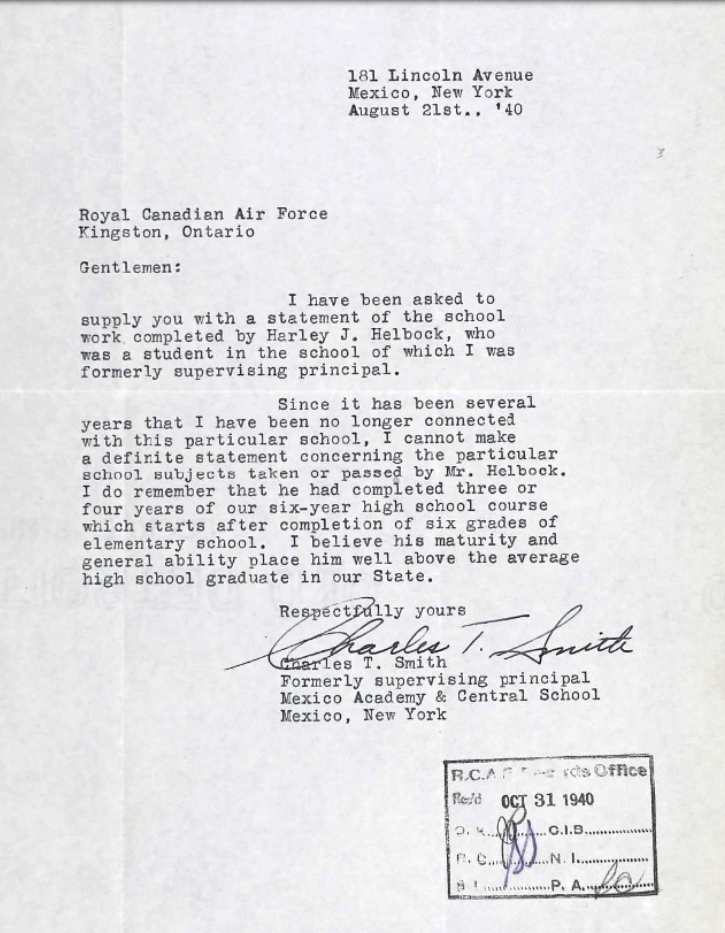 181 Lincoln Avenue
Mexico, New York
August 21st., '40
Royal Canadian Air Force
Kingston, Ontario
Gentlemen:
I have been asked to
supply you with a statement of the school
work completed by Harley J. Helbock, who
was a student in the school of which I was
formerly supervising principal.
Since it has been several
years that I have been no longer connected
with this particular school, I cannot make
a definite statement concerning the particular
school subjects taken or passed by Mr. Helbock.
I do remember that he had completed three or
four years of our six-year high school course
which starts after completion of six grades of
elementary school. I believe his maturity and
general ability place him well above the average
high school graduate in our State.
Respectfully yours
Charles T. Smith
Charles T. Smith
Formerly supervising principal
Mexico Academy & Central School
Mexico, New York
R.C.A.F. Records Office
Rec'd OCT 31 1940
C.I.B.
N. I.
P. A.